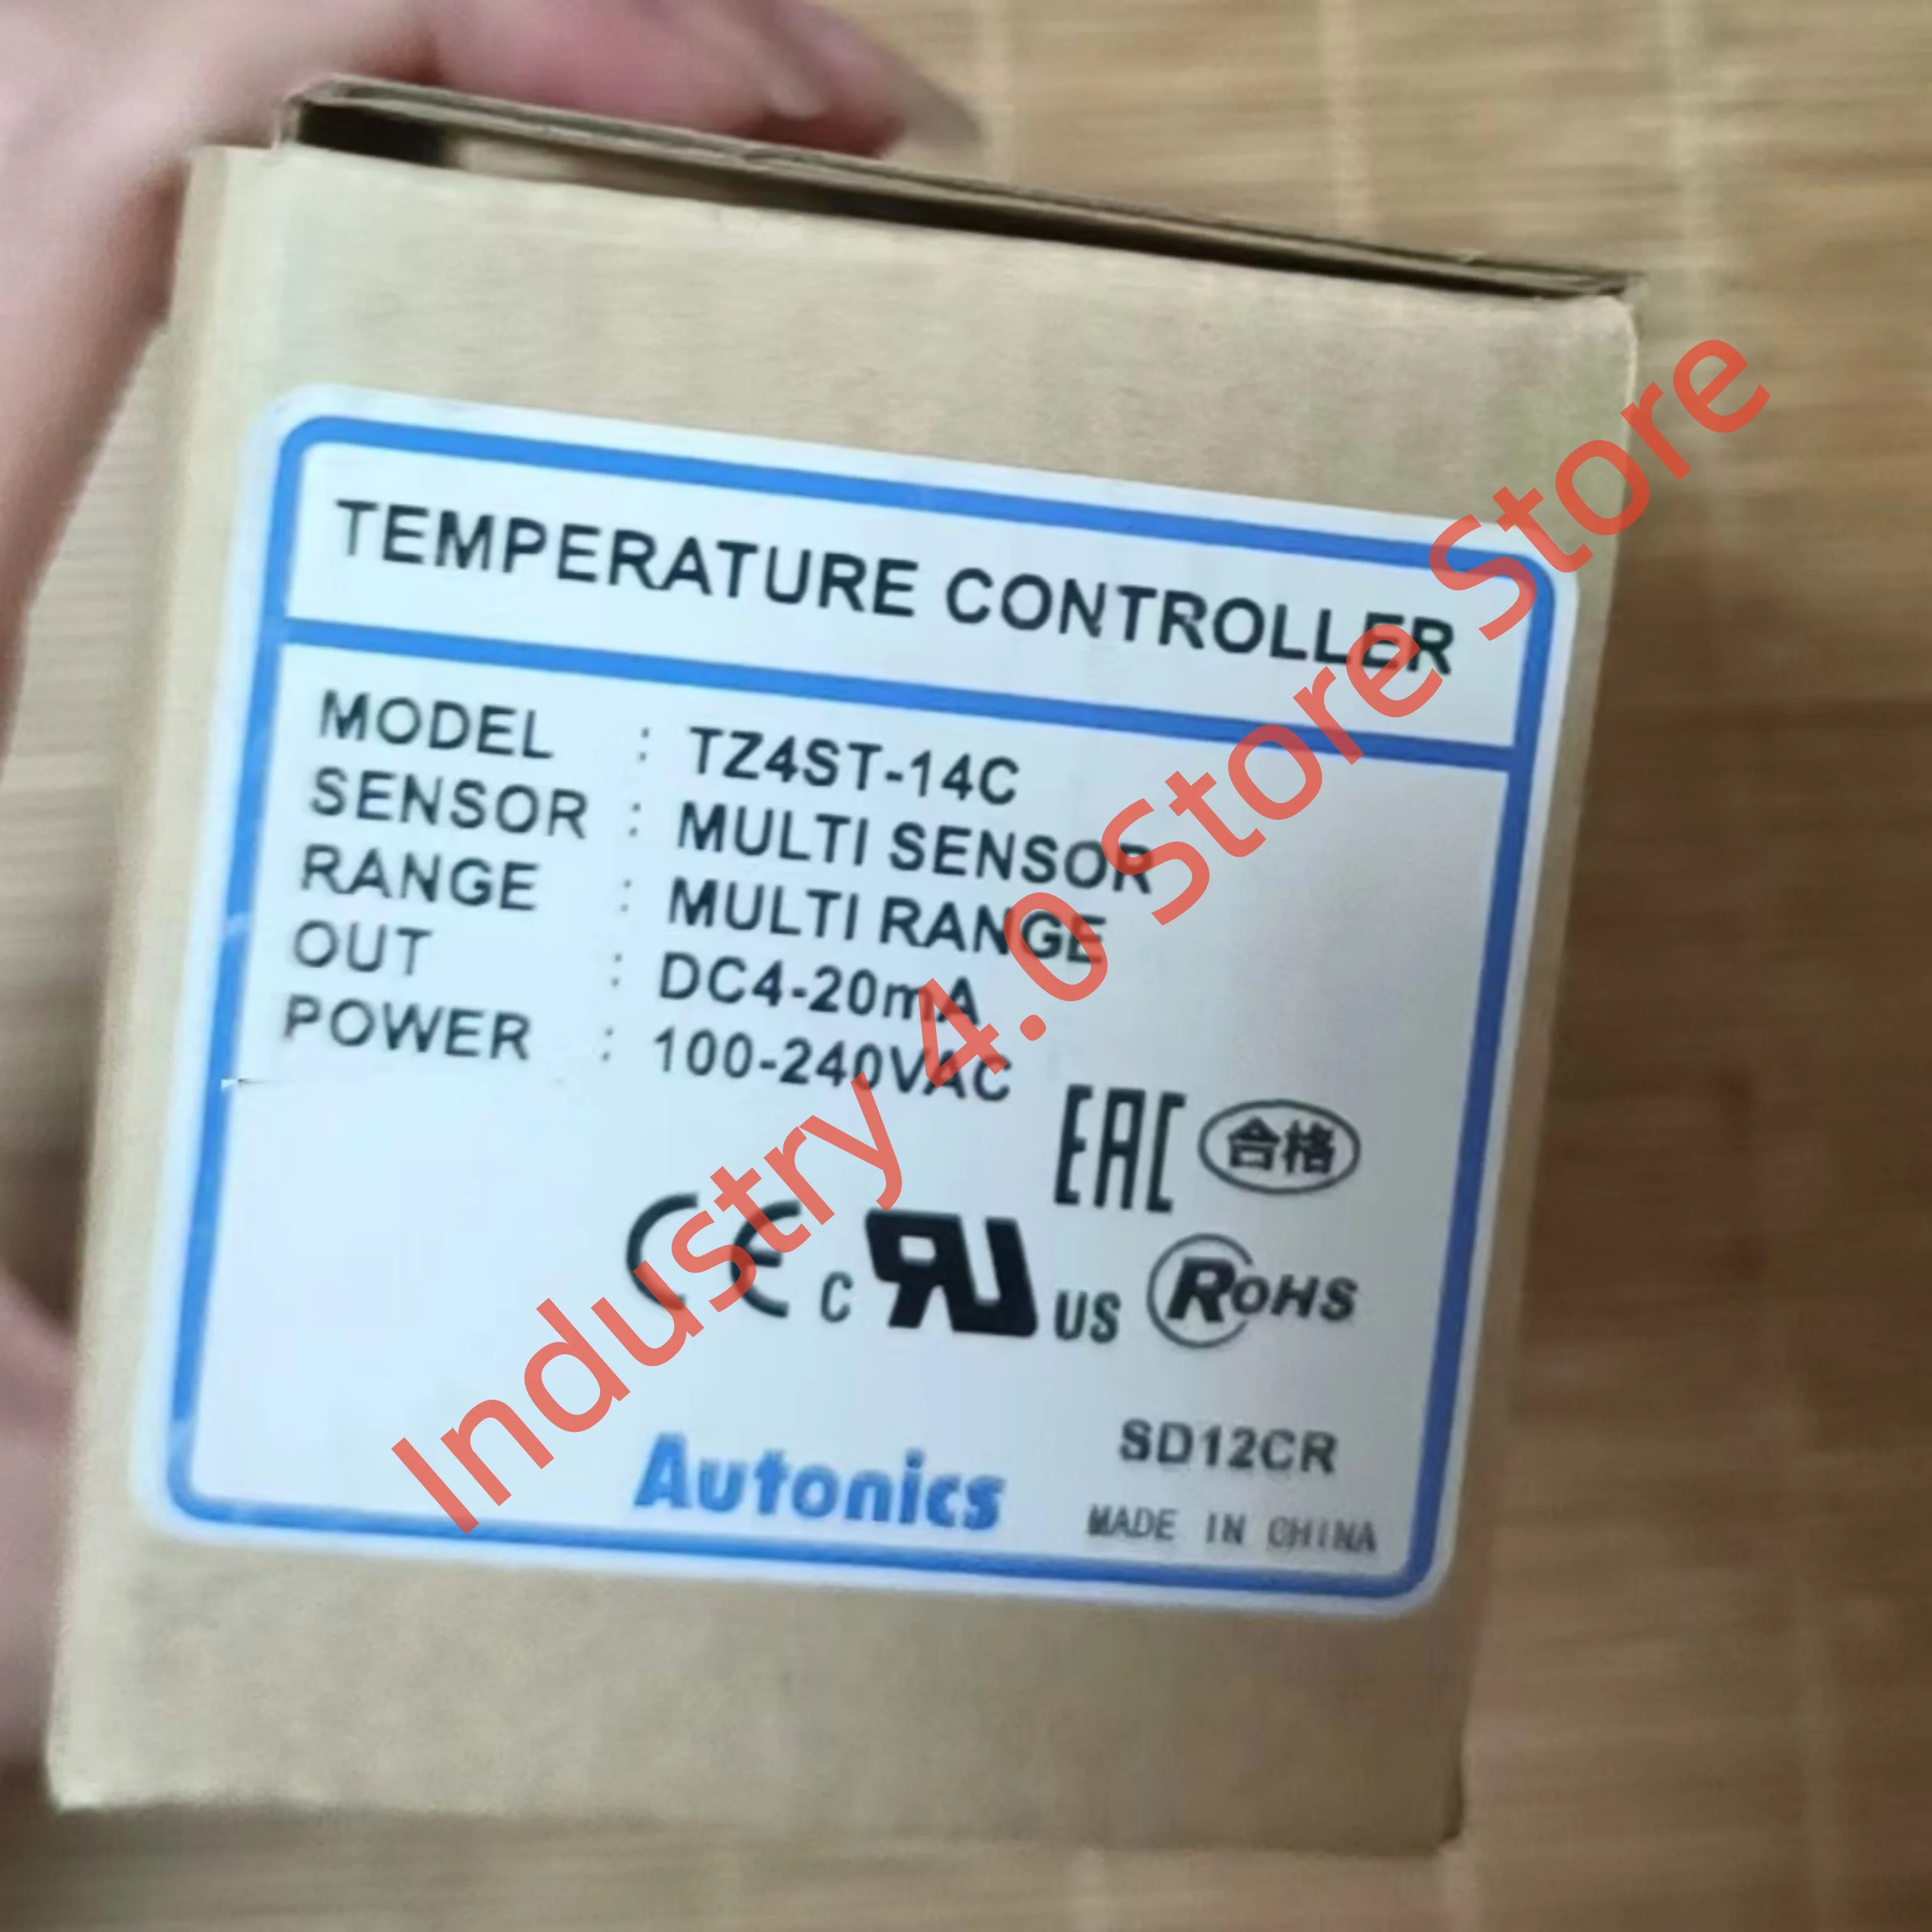 TEMPERATURE CONTROLLER
MODEL : TZ4ST-14C
SENSOR : MULTI SENSOR
RANGE : MULTI RANGE
OUT : DC4-20mA
POWER : 100-240VAC
EAC 合格
CE c RU US RoHS
Autonics SD12CR
MADE IN CHINA
Industry 4.0 Store Store